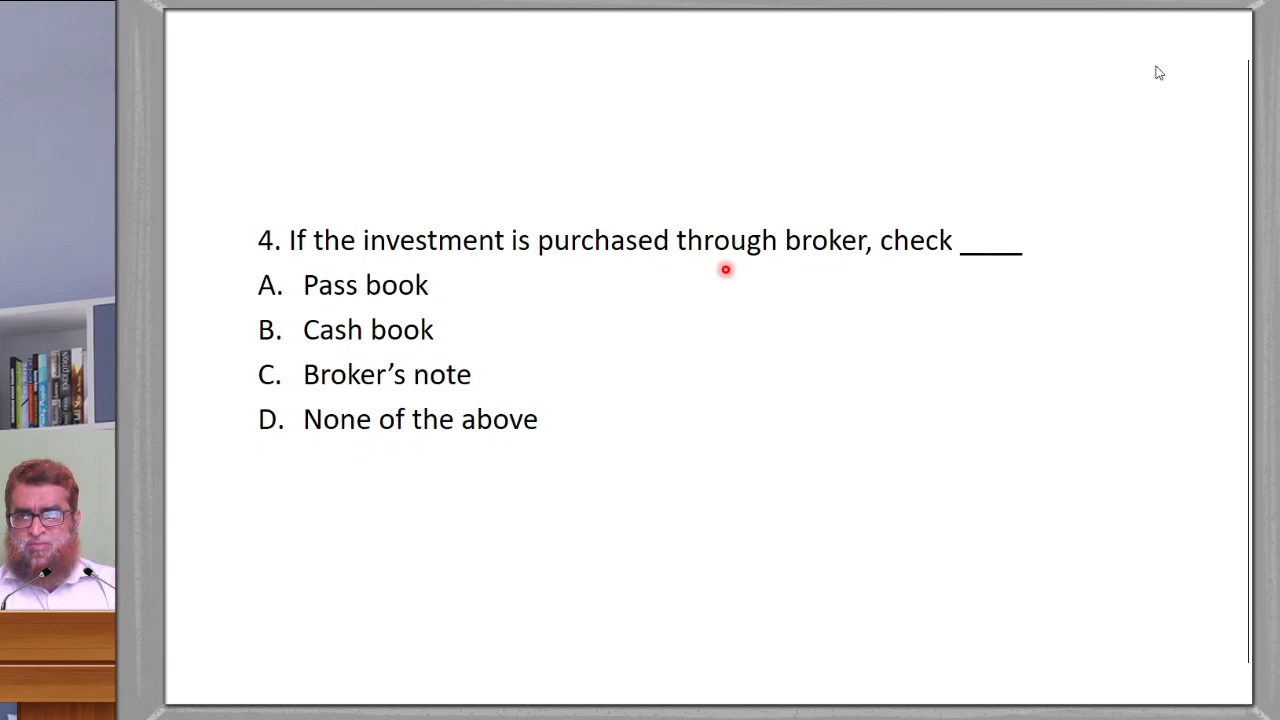 4. If the investment is purchased through broker, check ____
A. Pass book
B. Cash book
C. Broker’s note
D. None of the above